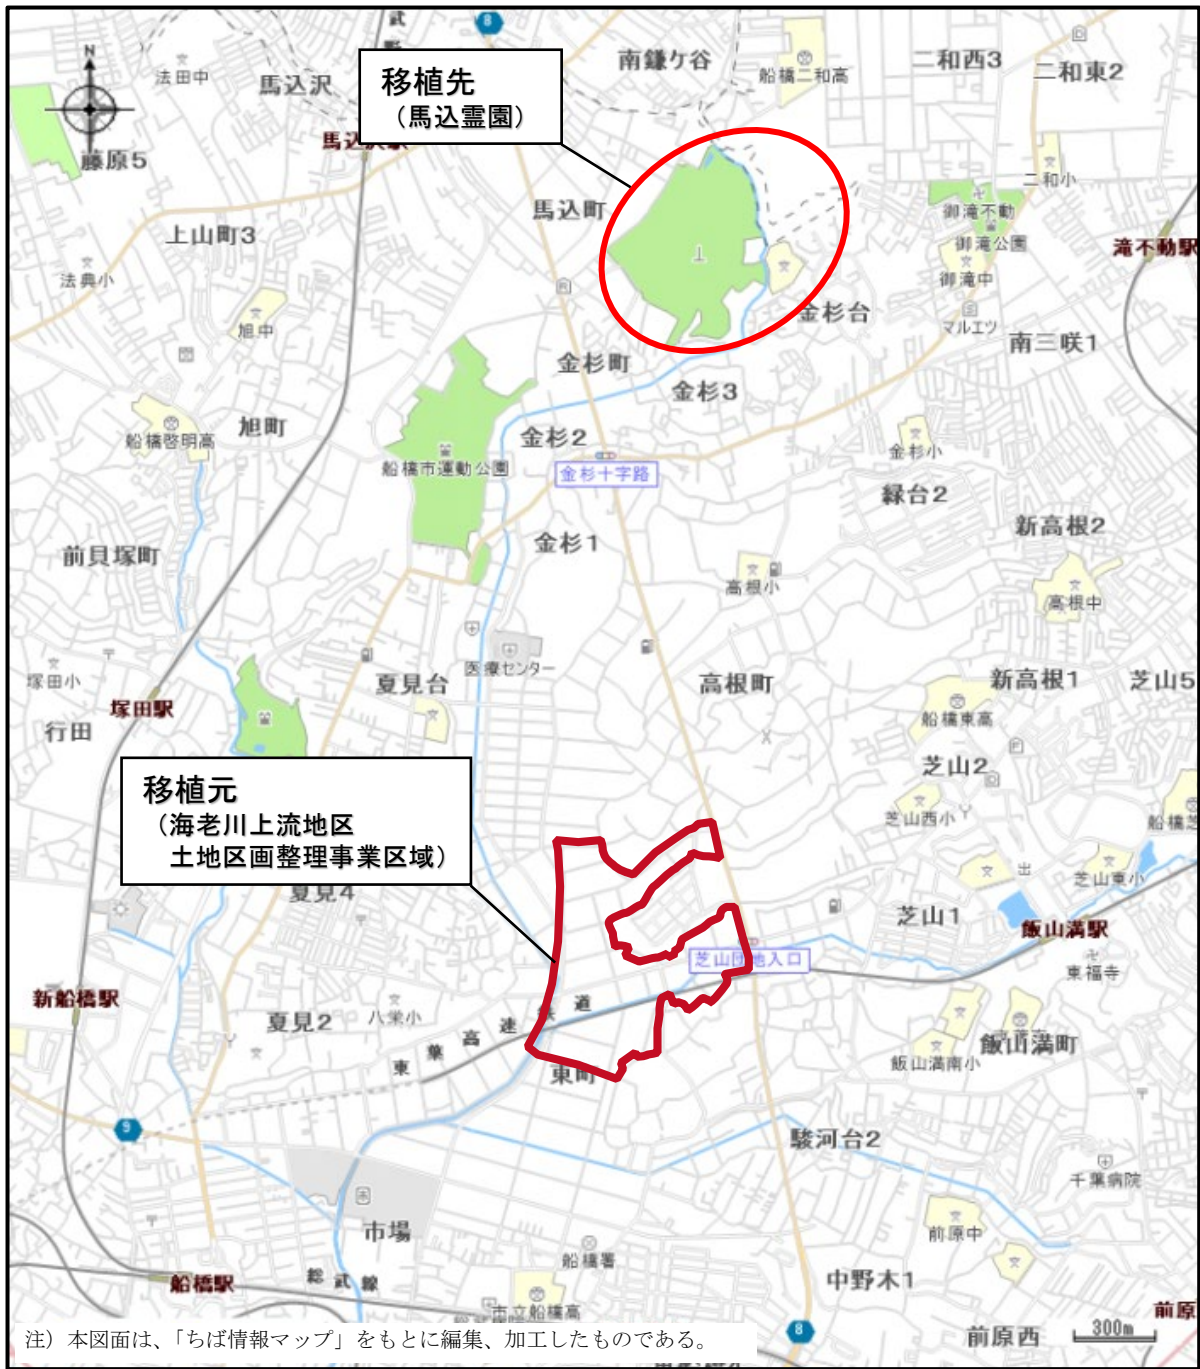 8
武
野
N
法田中
馬込沢
移植先
（馬込霊園）
南鎌ケ谷
船橋二和高
二和西3
二和東2
藤原5
二和小
馬込町
御滝不動
御滝公園
滝不動駅
上山町3
法典小
旭中
御滝中
金杉台
マルエツ
南三咲1
金杉町
金杉3
船橋啓明高
旭町
船橋市運動公園
金杉2
金杉十字路
金杉小
緑台2
新高根2
前貝塚町
金杉1
高根小
高根中
医療センター
塚田小
夏見台
高根町
新高根1
芝山5
塚田駅
行田
船橋東高
芝山2
移植元
（海老川上流地区
土地区画整理事業区域）
芝山西小
芝山東小
夏見4
芝山1
飯山満駅
芝山団地入口
東福寺
新船橋駅
夏見2
八栄小
東葉高速鉄道
飯山満町
飯山満南小
東町
9
駿河台2
千葉病院
市場
前原中
船橋署
船橋駅
総武線
中野木1
市立船橋高
前原
注）本図面は、「ちば情報マップ」をもとに編集、加工したものである。
8
前原西
300m